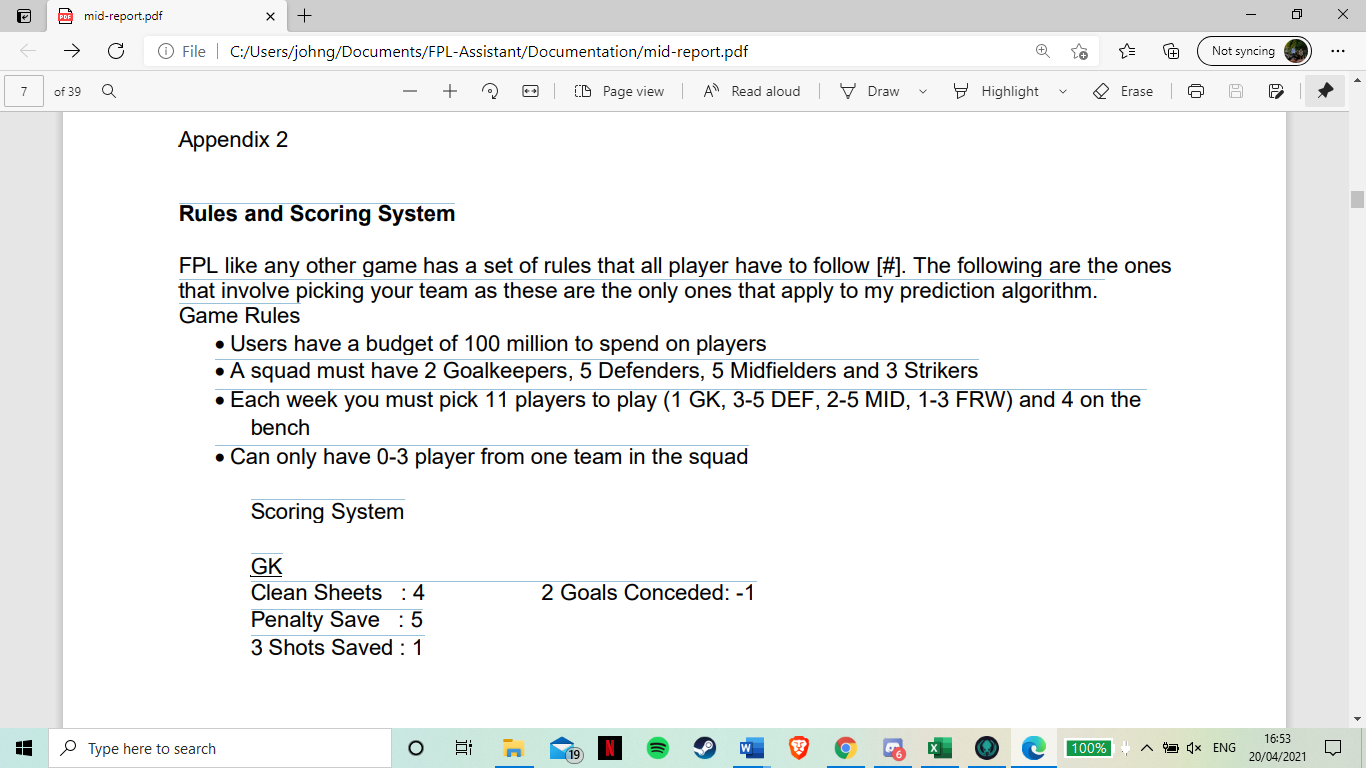 mid-report.pdf
File
C:/Users/johng/Documents/FPL-Assistant/Documentation/mid-report.pdf
Not syncing
7 of 39
Page view
Read aloud
Draw
Highlight
Erase
Appendix 2
Rules and Scoring System
FPL like any other game has a set of rules that all player have to follow [#]. The following are the ones
that involve picking your team as these are the only ones that apply to my prediction algorithm.
Game Rules
• Users have a budget of 100 million to spend on players
• A squad must have 2 Goalkeepers, 5 Defenders, 5 Midfielders and 3 Strikers
• Each week you must pick 11 players to play (1 GK, 3-5 DEF, 2-5 MID, 1-3 FRW) and 4 on the
bench
• Can only have 0-3 player from one team in the squad
Scoring System
GK
Clean Sheets : 4 2 Goals Conceded: -1
Penalty Save : 5
3 Shots Saved : 1
Type here to search
19
6
100%
ENG
16:53
20/04/2021